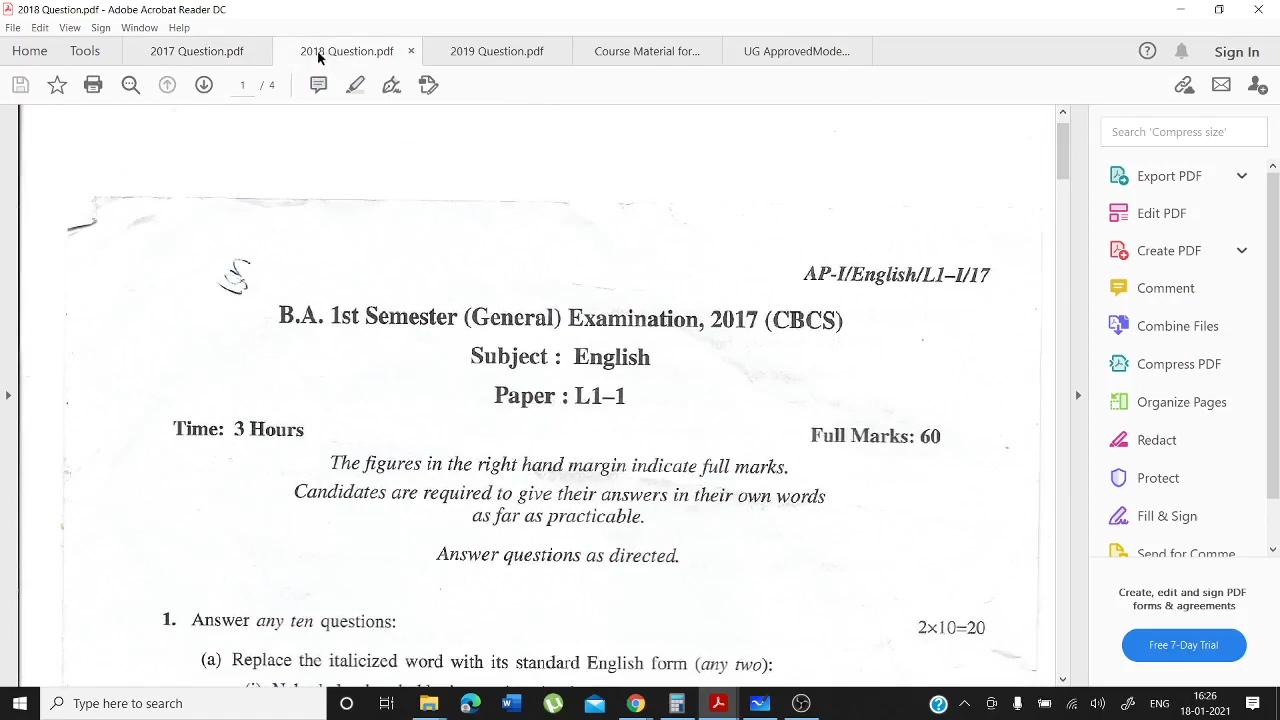 2018 Question.pdf - Adobe Acrobat Reader DC
File Edit View Sign Window Help
Home Tools 2017 Question.pdf 2018 Question.pdf × 2019 Question.pdf Course Material for... UG ApprovedMode... Sign In
1 / 4
Search 'Compress size'
Export PDF
Edit PDF
Create PDF
Comment
Combine Files
Compress PDF
Organize Pages
Redact
Protect
Fill & Sign
Send for Comme
Create, edit and sign PDF
forms & agreements
Free 7-Day Trial
AP-I/English/L1–I/17
B.A. 1st Semester (General) Examination, 2017 (CBCS)
Subject : English
Paper : L1–1
Time: 3 Hours
Full Marks: 60
The figures in the right hand margin indicate full marks.
Candidates are required to give their answers in their own words
as far as practicable.
Answer questions as directed.
1. Answer any ten questions: 2×10=20
(a) Replace the italicized word with its standard English form (any two):
Type here to search
ENG
16:26
18-01-2021